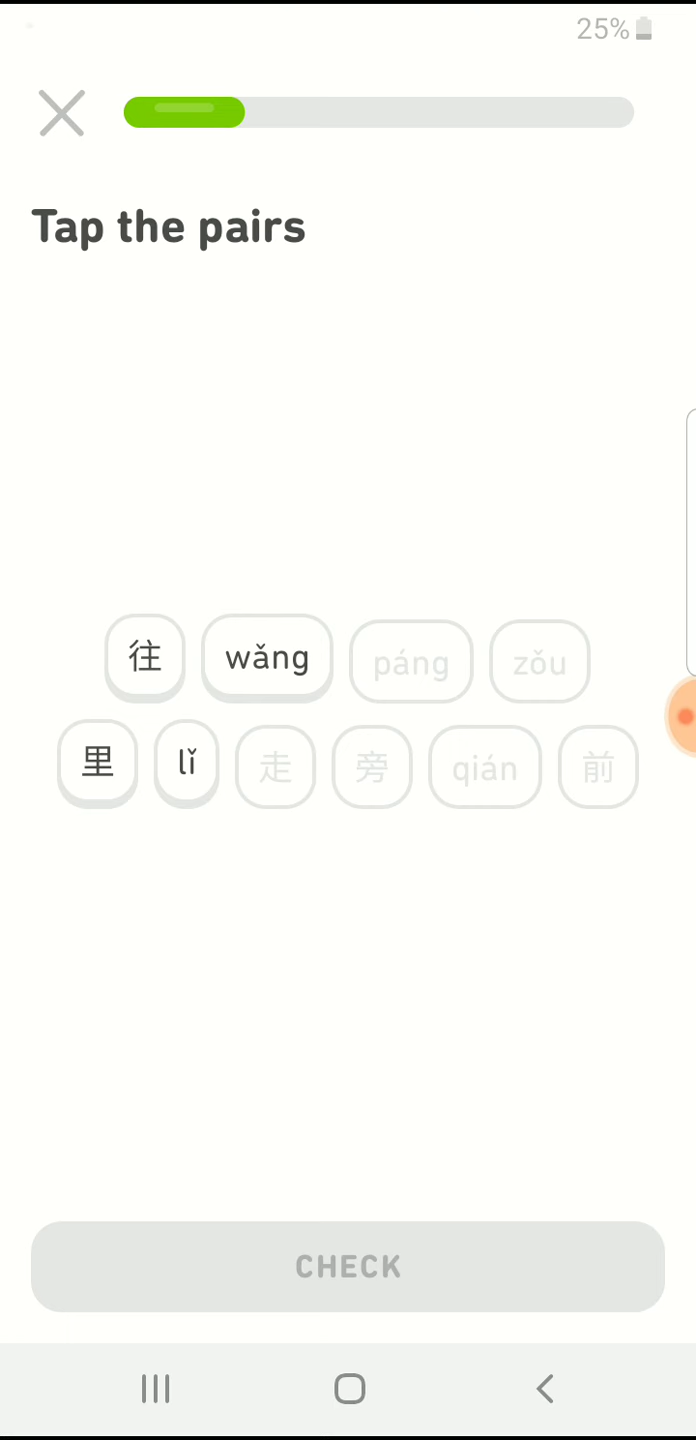 25%
Tap the pairs
往 wǎng páng zǒu
里 lǐ 走 旁 qián 前
CHECK